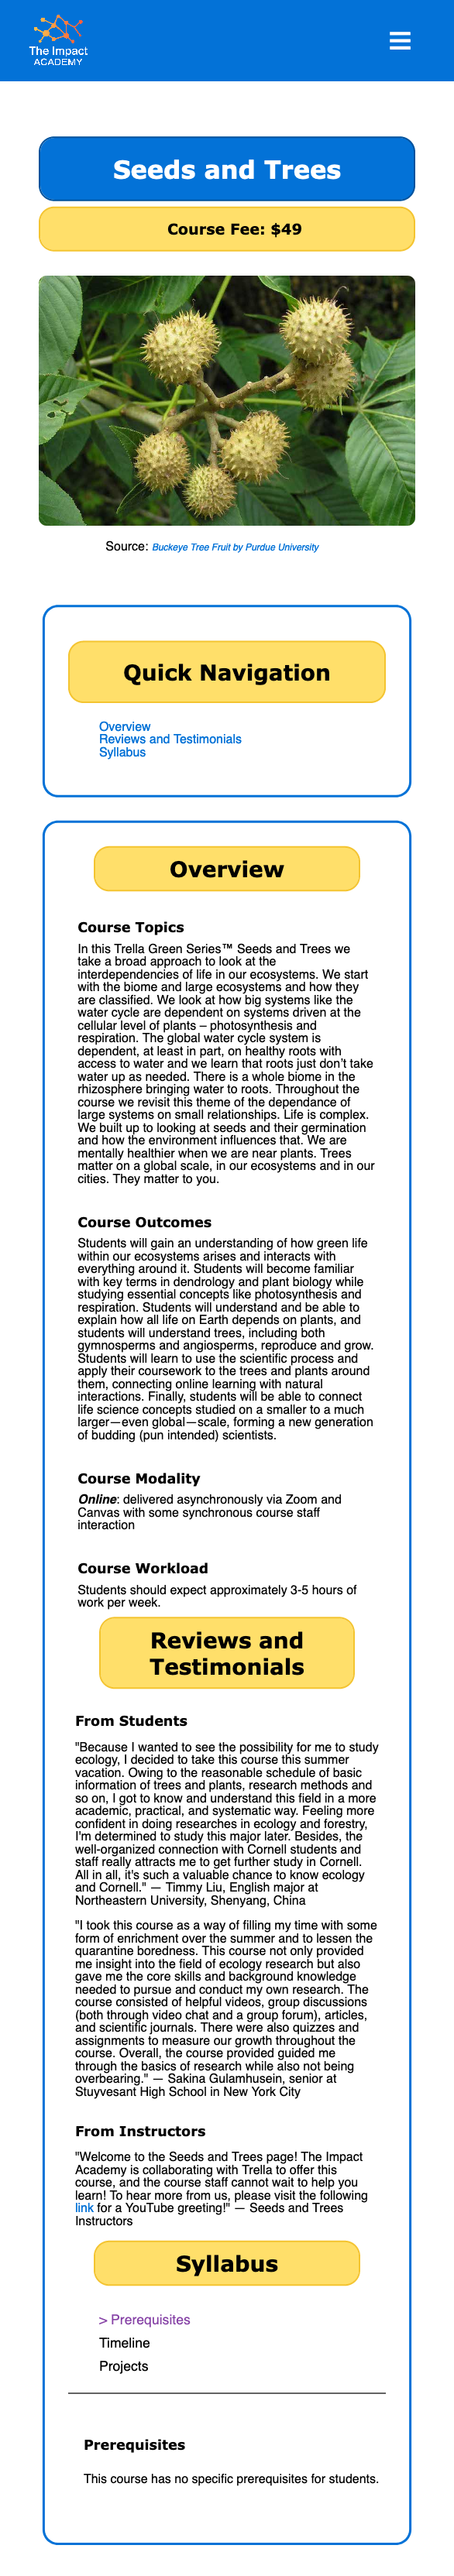 The Impact
ACADEMY
Seeds and Trees
Course Fee: $49
Source: Buckeye Tree Fruit by Purdue University
Quick Navigation
Overview
Reviews and Testimonials
Syllabus
Overview
Course Topics
In this Trella Green Series™ Seeds and Trees we
take a broad approach to look at the
interdependencies of life in our ecosystems. We start
with the biome and large ecosystems and how they
are classified. We look at how big systems like the
water cycle are dependent on systems driven at the
cellular level of plants – photosynthesis and
respiration. The global water cycle system is
dependent, at least in part, on healthy roots with
access to water and we learn that roots just don't take
water up as needed. There is a whole biome in the
rhizosphere bringing water to roots. Throughout the
course we revisit this theme of the dependance of
large systems on small relationships. Life is complex.
We built up to looking at seeds and their germination
and how the environment influences that. We are
mentally healthier when we are near plants. Trees
matter on a global scale, in our ecosystems and in our
cities. They matter to you.
Course Outcomes
Students will gain an understanding of how green life
within our ecosystems arises and interacts with
everything around it. Students will become familiar
with key terms in dendrology and plant biology while
studying essential concepts like photosynthesis and
respiration. Students will understand and be able to
explain how all life on Earth depends on plants, and
students will understand trees, including both
gymnosperms and angiosperms, reproduce and grow.
Students will learn to use the scientific process and
apply their coursework to the trees and plants around
them, connecting online learning with natural
interactions. Finally, students will be able to connect
life science concepts studied on a smaller to a much
larger—even global—scale, forming a new generation
of budding (pun intended) scientists.
Course Modality
Online: delivered asynchronously via Zoom and
Canvas with some synchronous course staff
interaction
Course Workload
Students should expect approximately 3-5 hours of
work per week.
Reviews and
Testimonials
From Students
"Because I wanted to see the possibility for me to study
ecology, I decided to take this course this summer
vacation. Owing to the reasonable schedule of basic
information of trees and plants, research methods and
so on, I got to know and understand this field in a more
academic, practical, and systematic way. Feeling more
confident in doing researches in ecology and forestry,
I'm determined to study this major later. Besides, the
well-organized connection with Cornell students and
staff really attracts me to get further study in Cornell.
All in all, it's such a valuable chance to know ecology
and Cornell." — Timmy Liu, English major at
Northeastern University, Shenyang, China
"I took this course as a way of filling my time with some
form of enrichment over the summer and to lessen the
quarantine boredness. This course not only provided
me insight into the field of ecology research but also
gave me the core skills and background knowledge
needed to pursue and conduct my own research. The
course consisted of helpful videos, group discussions
(both through video chat and a group forum), articles,
and scientific journals. There were also quizzes and
assignments to measure our growth throughout the
course. Overall, the course provided guided me
through the basics of research while also not being
overbearing." — Sakina Gulamhusein, senior at
Stuyvesant High School in New York City
From Instructors
"Welcome to the Seeds and Trees page! The Impact
Academy is collaborating with Trella to offer this
course, and the course staff cannot wait to help you
learn! To hear more from us, please visit the following
link for a YouTube greeting!" — Seeds and Trees
Instructors
Syllabus
> Prerequisites
Timeline
Projects
Prerequisites
This course has no specific prerequisites for students.